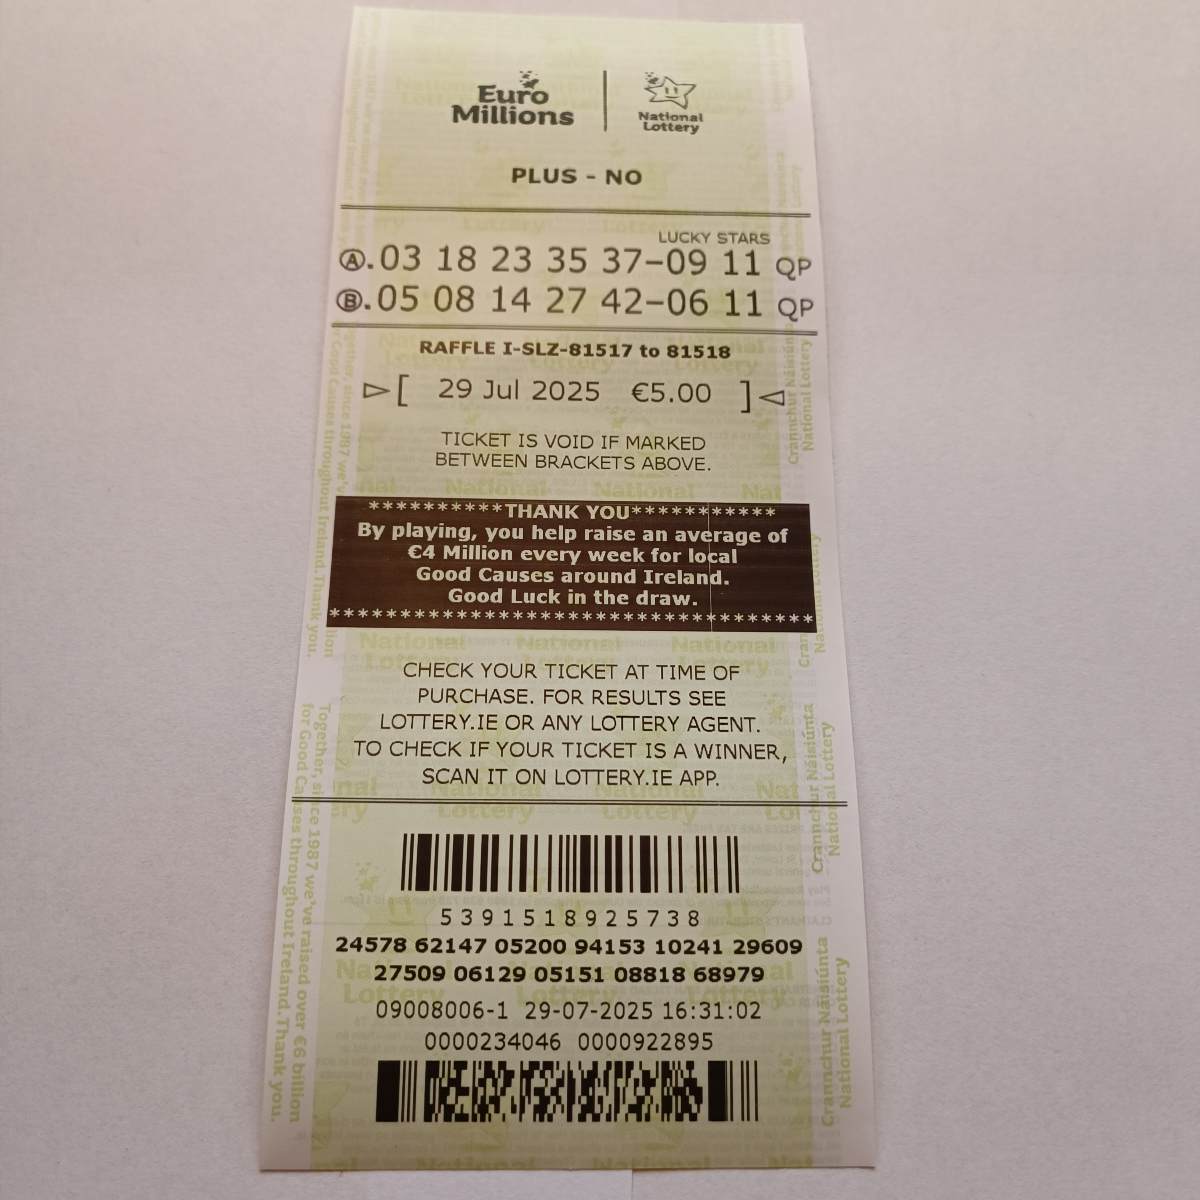 Euro
Millions
National
Lottery
PLUS - NO
LUCKY STARS
Ⓐ.03 18 23 35 37-09 11 QP
Ⓑ.05 08 14 27 42-06 11 QP
RAFFLE I-SLZ-81517 to 81518
▷[ 29 Jul 2025 €5.00 ]◁
TICKET IS VOID IF MARKED
BETWEEN BRACKETS ABOVE.
**********THANK YOU***********
By playing, you help raise an average of
€4 Million every week for local
Good Causes around Ireland.
Good Luck in the draw.
**********************************
CHECK YOUR TICKET AT TIME OF
PURCHASE. FOR RESULTS SEE
LOTTERY.IE OR ANY LOTTERY AGENT.
TO CHECK IF YOUR TICKET IS A WINNER,
SCAN IT ON LOTTERY.IE APP.
5391518925738
24578 62147 05200 94153 10241 29609
27509 06129 05151 08818 68979
09008006-1 29-07-2025 16:31:02
0000234046 0000922895
Together, since 1987 we've raised over €6 billion
for Good Causes throughout Ireland. Thank you.
Crannchur Náisiúnta
National Lottery